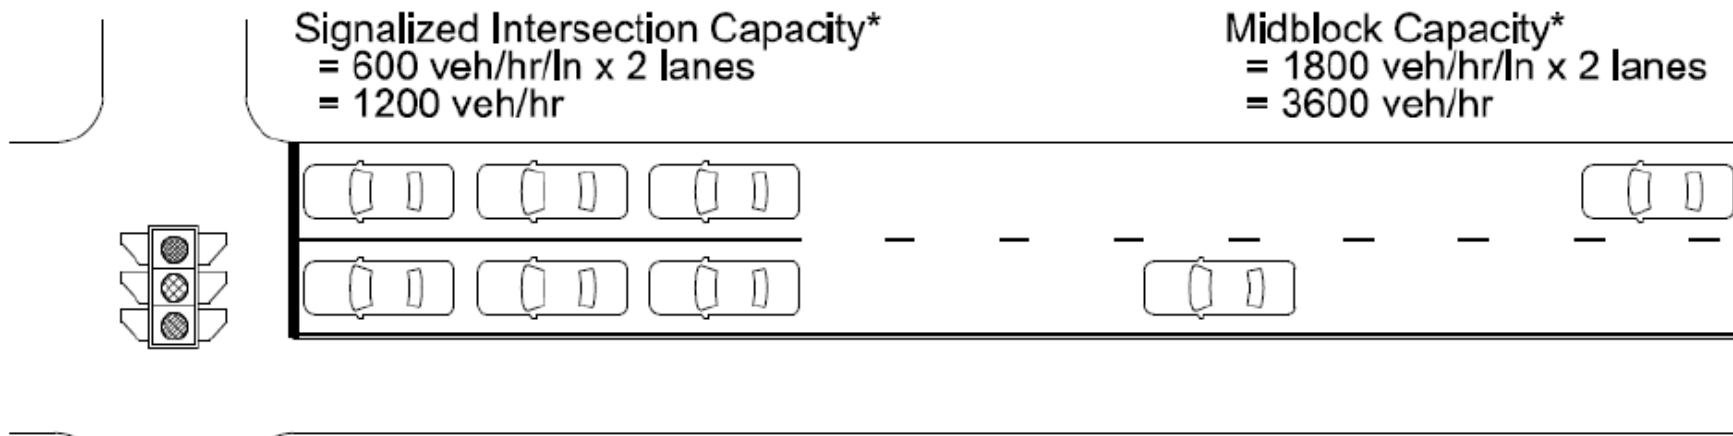 Signalized Intersection Capacity*
= 600 veh/hr/ln x 2 lanes
= 1200 veh/hr
Midblock Capacity*
= 1800 veh/hr/ln x 2 lanes
= 3600 veh/hr